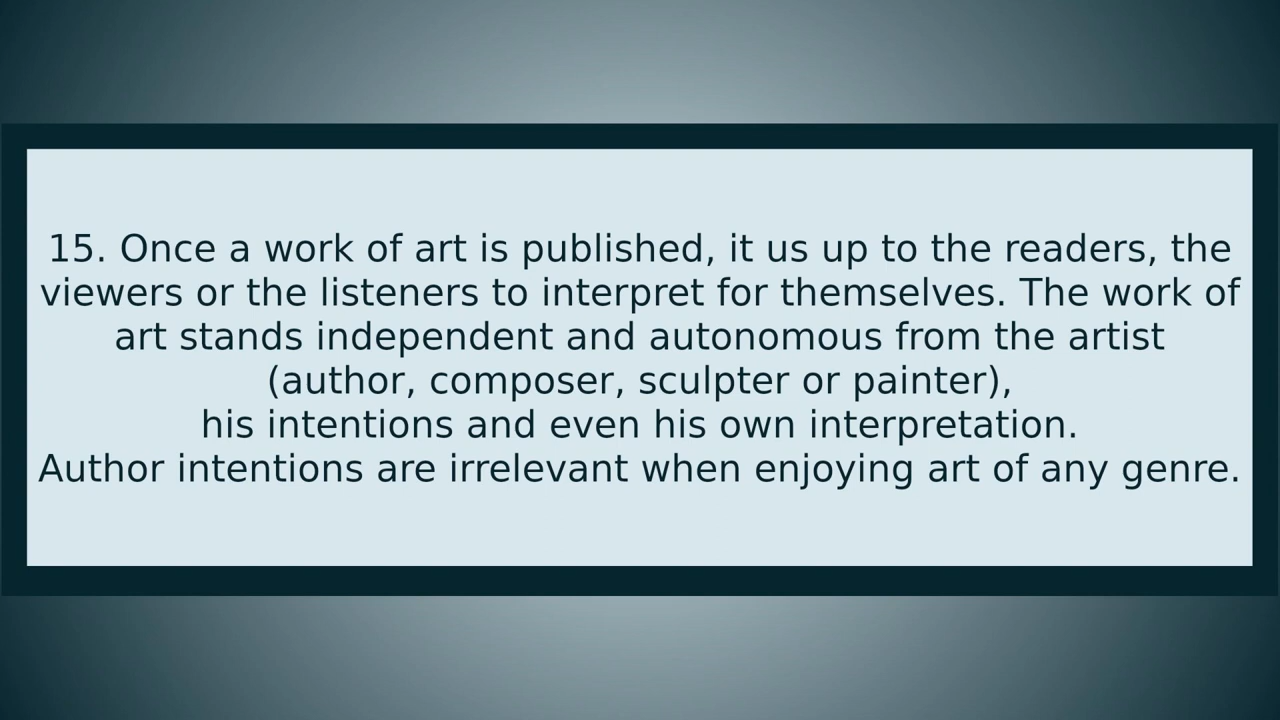 15. Once a work of art is published, it us up to the readers, the
viewers or the listeners to interpret for themselves. The work of
art stands independent and autonomous from the artist
(author, composer, sculpter or painter),
his intentions and even his own interpretation.
Author intentions are irrelevant when enjoying art of any genre.